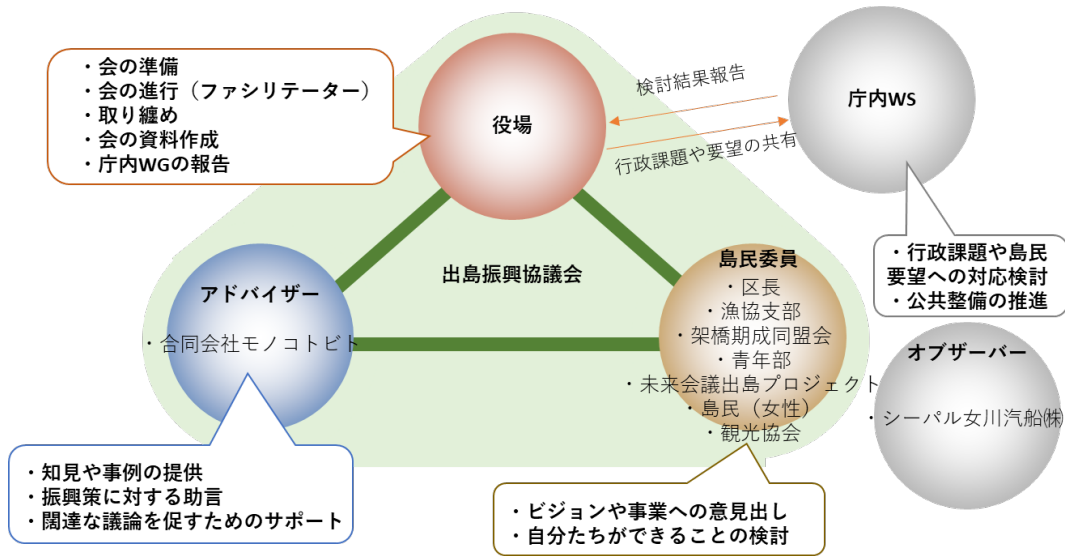 ・会の準備
・会の進行（ファシリテーター）
・取り纏め
・会の資料作成
・庁内WGの報告
役場
検討結果報告
行政課題や要望の共有
庁内WS
・行政課題や島民
要望への対応検討
・公共整備の推進
出島振興協議会
アドバイザー
・合同会社モノコトビト
島民委員
・区長
・漁協支部
・架橋期成同盟会
・青年部
・未来会議出島プロジェクト
・島民（女性）
・観光協会
オブザーバー
・シーパル女川汽船㈱
・知見や事例の提供
・振興策に対する助言
・闊達な議論を促すためのサポート
・ビジョンや事業への意見出し
・自分たちができることの検討